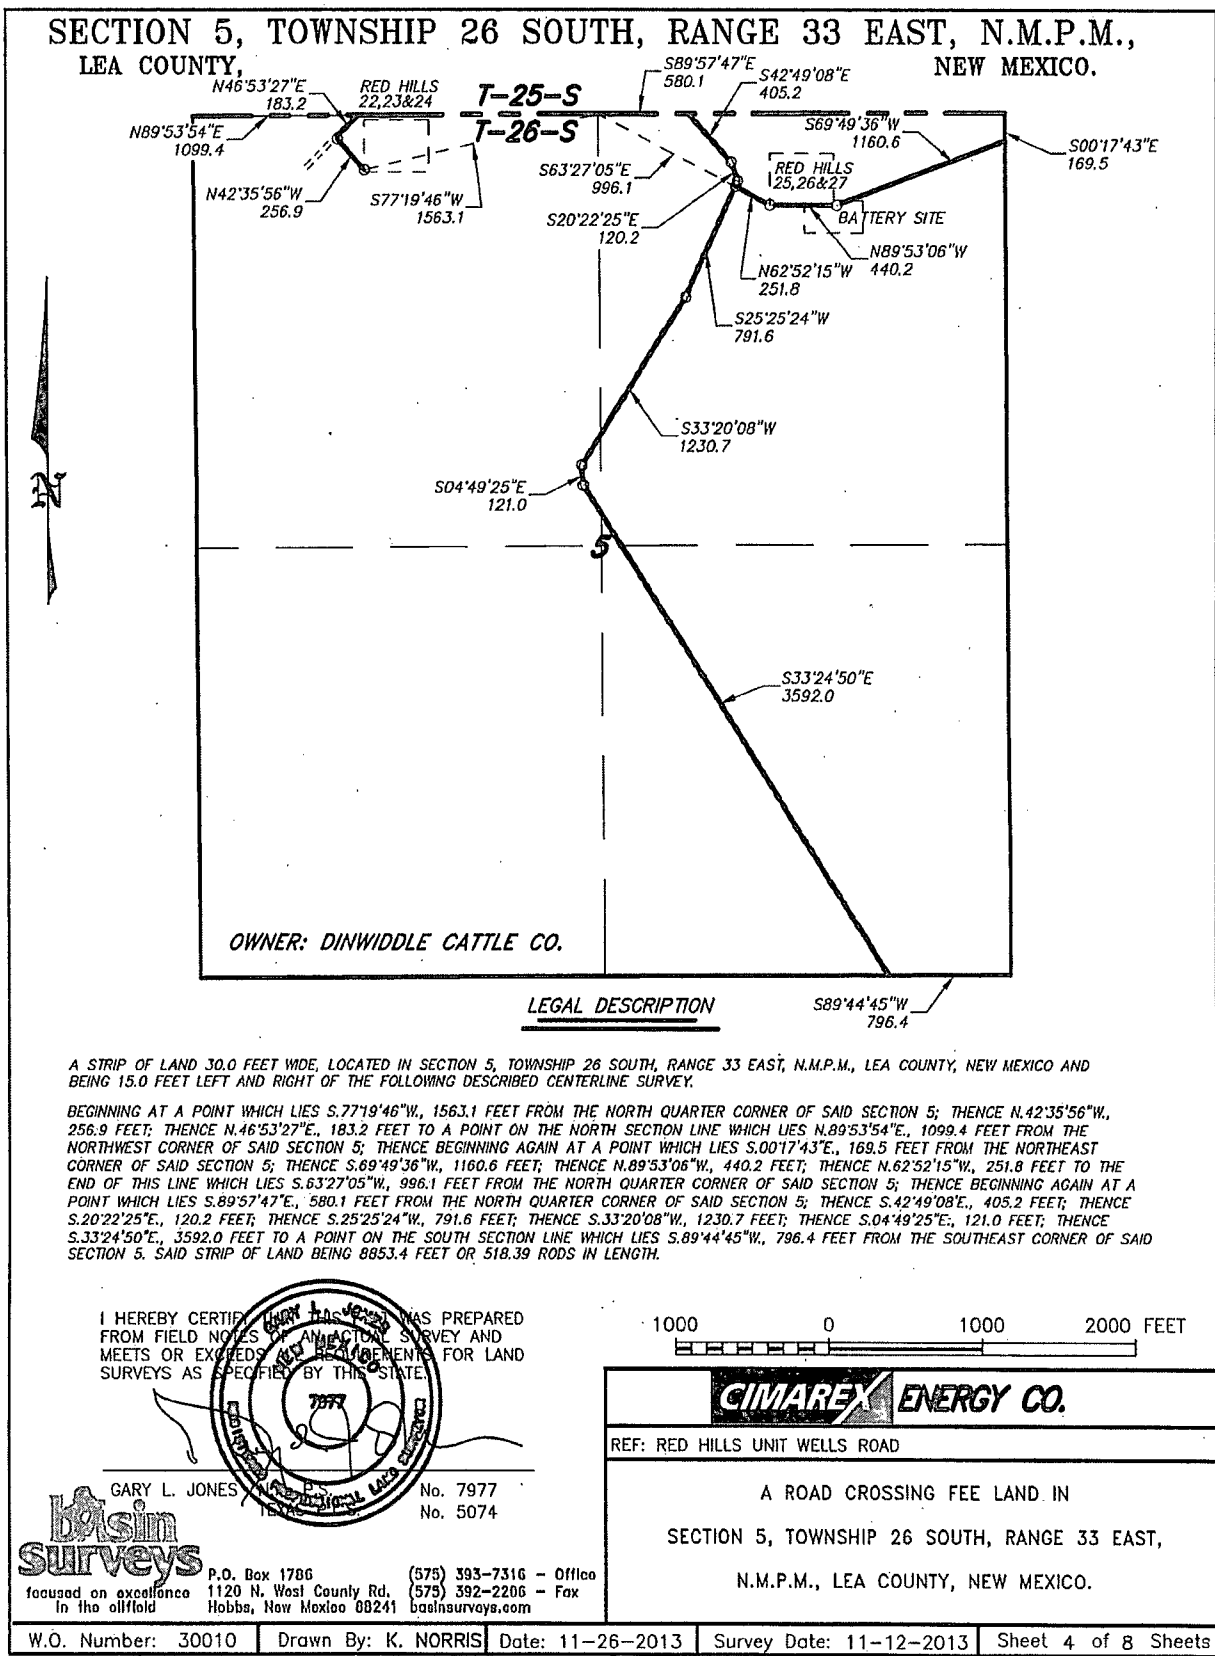 SECTION 5, TOWNSHIP 26 SOUTH, RANGE 33 EAST, N.M.P.M.,
LEA COUNTY, NEW MEXICO.
N46°53'27"E
183.2
RED HILLS
22,23&24
T-25-S
T-26-S
S89°57'47"E
580.1
S42°49'08"E
405.2
N89°53'54"E
1099.4
S69°49'36"W
1160.6
S00°17'43"E
169.5
N42°35'56"W
256.9
S77°19'46"W
1563.1
S63°27'05"E
996.1
RED HILLS
25,26&27
S20°22'25"E
120.2
BATTERY SITE
N89°53'06"W
440.2
N62°52'15"W
251.8
S25°25'24"W
791.6
S33°20'08"W
1230.7
S04°49'25"E
121.0
N
5
S33°24'50"E
3592.0
OWNER: DINWIDDLE CATTLE CO.
S89°44'45"W
796.4
LEGAL DESCRIPTION
A STRIP OF LAND 30.0 FEET WIDE, LOCATED IN SECTION 5, TOWNSHIP 26 SOUTH, RANGE 33 EAST, N.M.P.M., LEA COUNTY, NEW MEXICO AND
BEING 15.0 FEET LEFT AND RIGHT OF THE FOLLOWING DESCRIBED CENTERLINE SURVEY.
BEGINNING AT A POINT WHICH LIES S.77°19'46"W., 1563.1 FEET FROM THE NORTH QUARTER CORNER OF SAID SECTION 5; THENCE N.42°35'56"W.,
256.9 FEET; THENCE N.46°53'27"E., 183.2 FEET TO A POINT ON THE NORTH SECTION LINE WHICH LIES N.89°53'54"E., 1099.4 FEET FROM THE
NORTHWEST CORNER OF SAID SECTION 5; THENCE BEGINNING AGAIN AT A POINT WHICH LIES S.00°17'43"E., 169.5 FEET FROM THE NORTHEAST
CORNER OF SAID SECTION 5; THENCE S.69°49'36"W., 1160.6 FEET; THENCE N.89°53'06"W., 440.2 FEET; THENCE N.62°52'15"W., 251.8 FEET TO THE
END OF THIS LINE WHICH LIES S.63°27'05"W., 996.1 FEET FROM THE NORTH QUARTER CORNER OF SAID SECTION 5; THENCE BEGINNING AGAIN AT A
POINT WHICH LIES S.89°57'47"E., 580.1 FEET FROM THE NORTH QUARTER CORNER OF SAID SECTION 5; THENCE S.42°49'08"E., 405.2 FEET; THENCE
S.20°22'25"E., 120.2 FEET; THENCE S.25°25'24"W., 791.6 FEET; THENCE S.33°20'08"W., 1230.7 FEET; THENCE S.04°49'25"E., 121.0 FEET; THENCE
S.33°24'50"E., 3592.0 FEET TO A POINT ON THE SOUTH SECTION LINE WHICH LIES S.89°44'45"W., 796.4 FEET FROM THE SOUTHEAST CORNER OF SAID
SECTION 5. SAID STRIP OF LAND BEING 8853.4 FEET OR 518.39 RODS IN LENGTH.
I HEREBY CERTIFY THAT THIS PLAT WAS PREPARED
FROM FIELD NOTES OF AN ACTUAL SURVEY AND
MEETS OR EXCEEDS ALL REQUIREMENTS FOR LAND
SURVEYS AS SPECIFIED BY THIS STATE.
GARY L. JONES
NEW MEXICO
7977
REGISTERED PROFESSIONAL LAND SURVEYOR
GARY L. JONES N.M. P.S. No. 7977
TEXAS P.L.S. No. 5074
1000 0 1000 2000 FEET
CIMAREX ENERGY CO.
REF: RED HILLS UNIT WELLS ROAD
A ROAD CROSSING FEE LAND IN
SECTION 5, TOWNSHIP 26 SOUTH, RANGE 33 EAST,
N.M.P.M., LEA COUNTY, NEW MEXICO.
basin
surveys
focused on excellence
in the oilfield
P.O. Box 1786
1120 N. West County Rd.
Hobbs, New Mexico 88241
(575) 393-7316 - Office
(575) 392-2206 - Fax
basinsurveys.com
W.O. Number: 30010 Drawn By: K. NORRIS Date: 11-26-2013 Survey Date: 11-12-2013 Sheet 4 of 8 Sheets